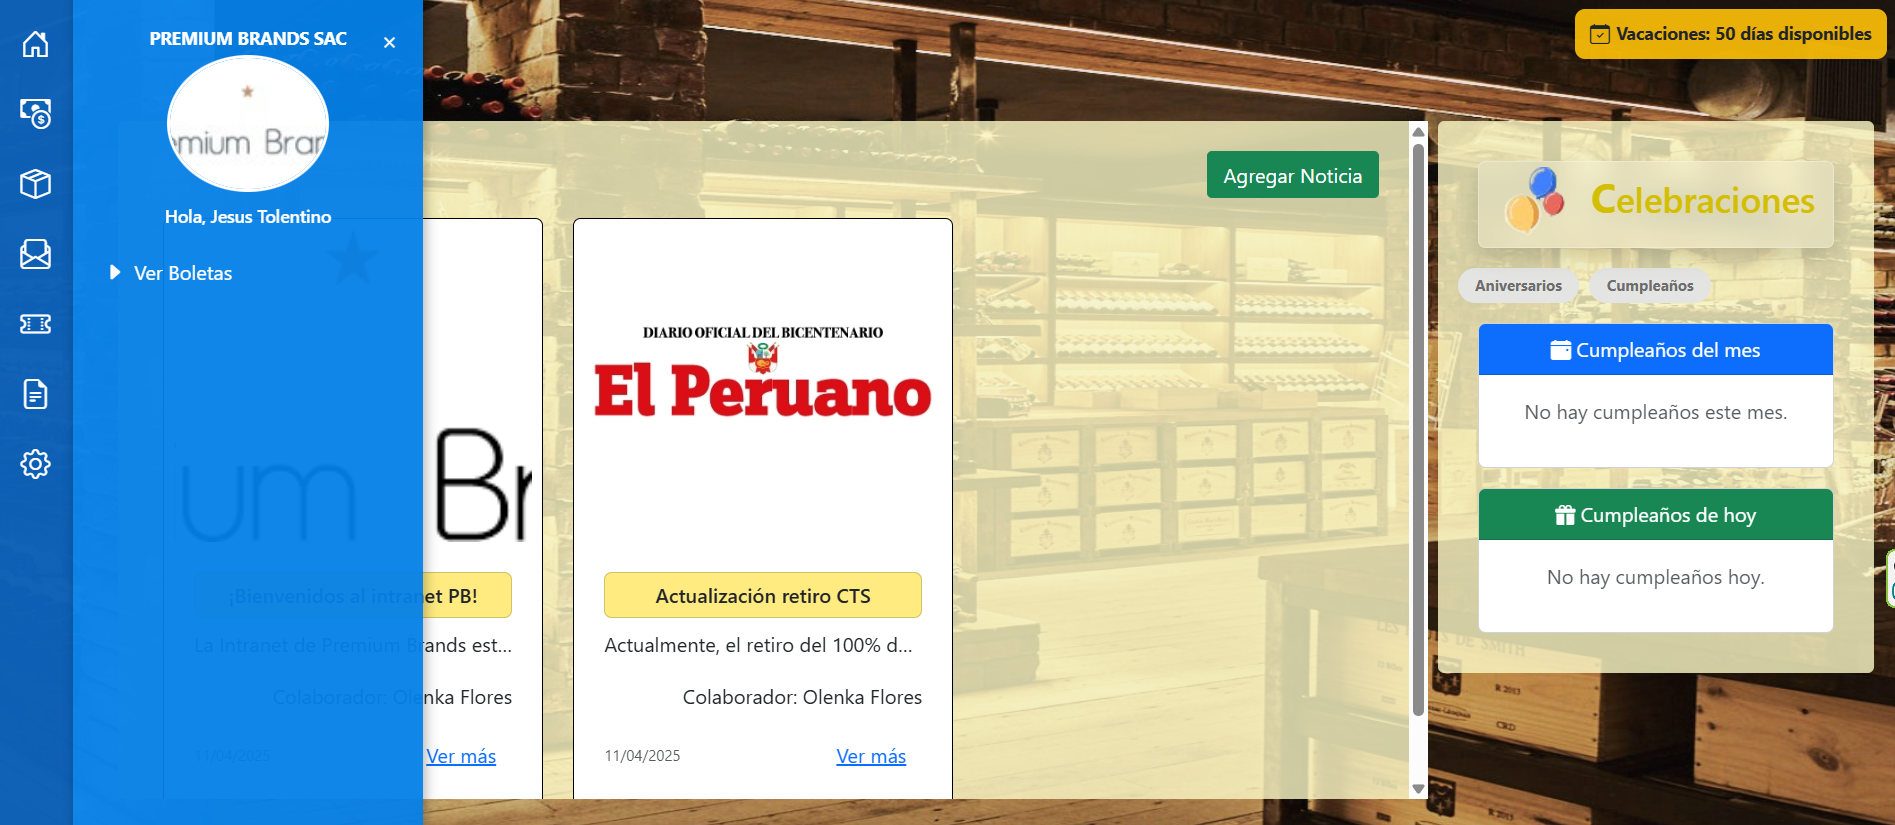 PREMIUM BRANDS SAC
×
emium Bran
Hola, Jesus Tolentino
Ver Boletas
Vacaciones: 50 días disponibles
Agregar Noticia
um Br
¡Bienvenidos al intranet PB!
La Intranet de Premium Brands est...
Colaborador: Olenka Flores
11/04/2025
Ver más
DIARIO OFICIAL DEL BICENTENARIO
El Peruano
Actualización retiro CTS
Actualmente, el retiro del 100% d...
Colaborador: Olenka Flores
11/04/2025
Ver más
Celebraciones
Aniversarios
Cumpleaños
Cumpleaños del mes
No hay cumpleaños este mes.
Cumpleaños de hoy
No hay cumpleaños hoy.